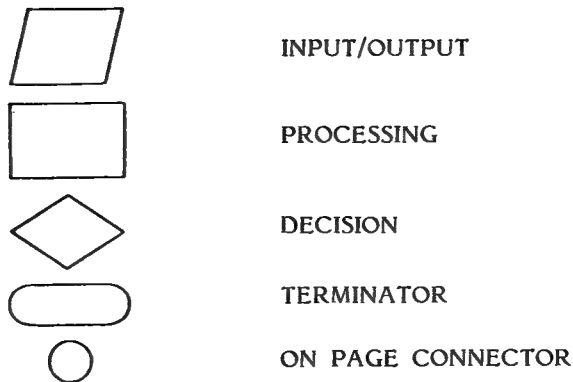 INPUT/OUTPUT
PROCESSING
DECISION
TERMINATOR
ON PAGE CONNECTOR